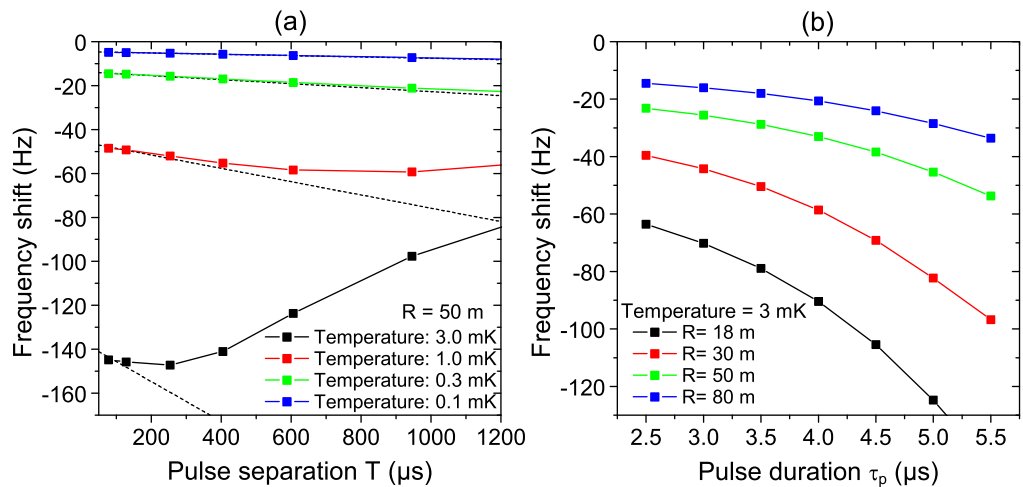 (a)
0
-20
-40
-60
-80
-100
-120
-140
-160
Frequency shift (Hz)
R = 50 m
Temperature: 3.0 mK
Temperature: 1.0 mK
Temperature: 0.3 mK
Temperature: 0.1 mK
200 400 600 800 1000 1200
Pulse separation T (μs)
(b)
0
-20
-40
-60
-80
-100
-120
Frequency shift (Hz)
Temperature = 3 mK
R= 18 m
R= 30 m
R= 50 m
R= 80 m
2.5 3.0 3.5 4.0 4.5 5.0 5.5
Pulse duration τp (μs)